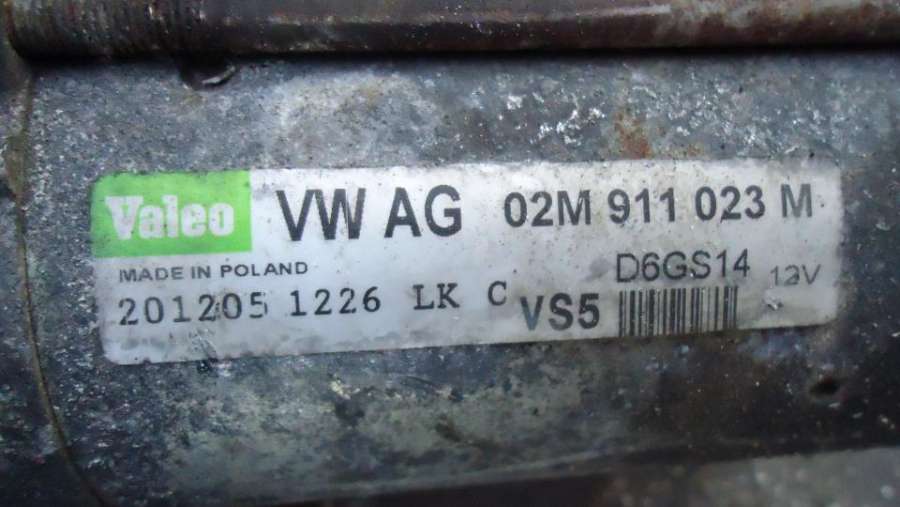 Valeo VW AG 02M 911 023 M
MADE IN POLAND D6GS14 12V
201205 1226 LK C VS5